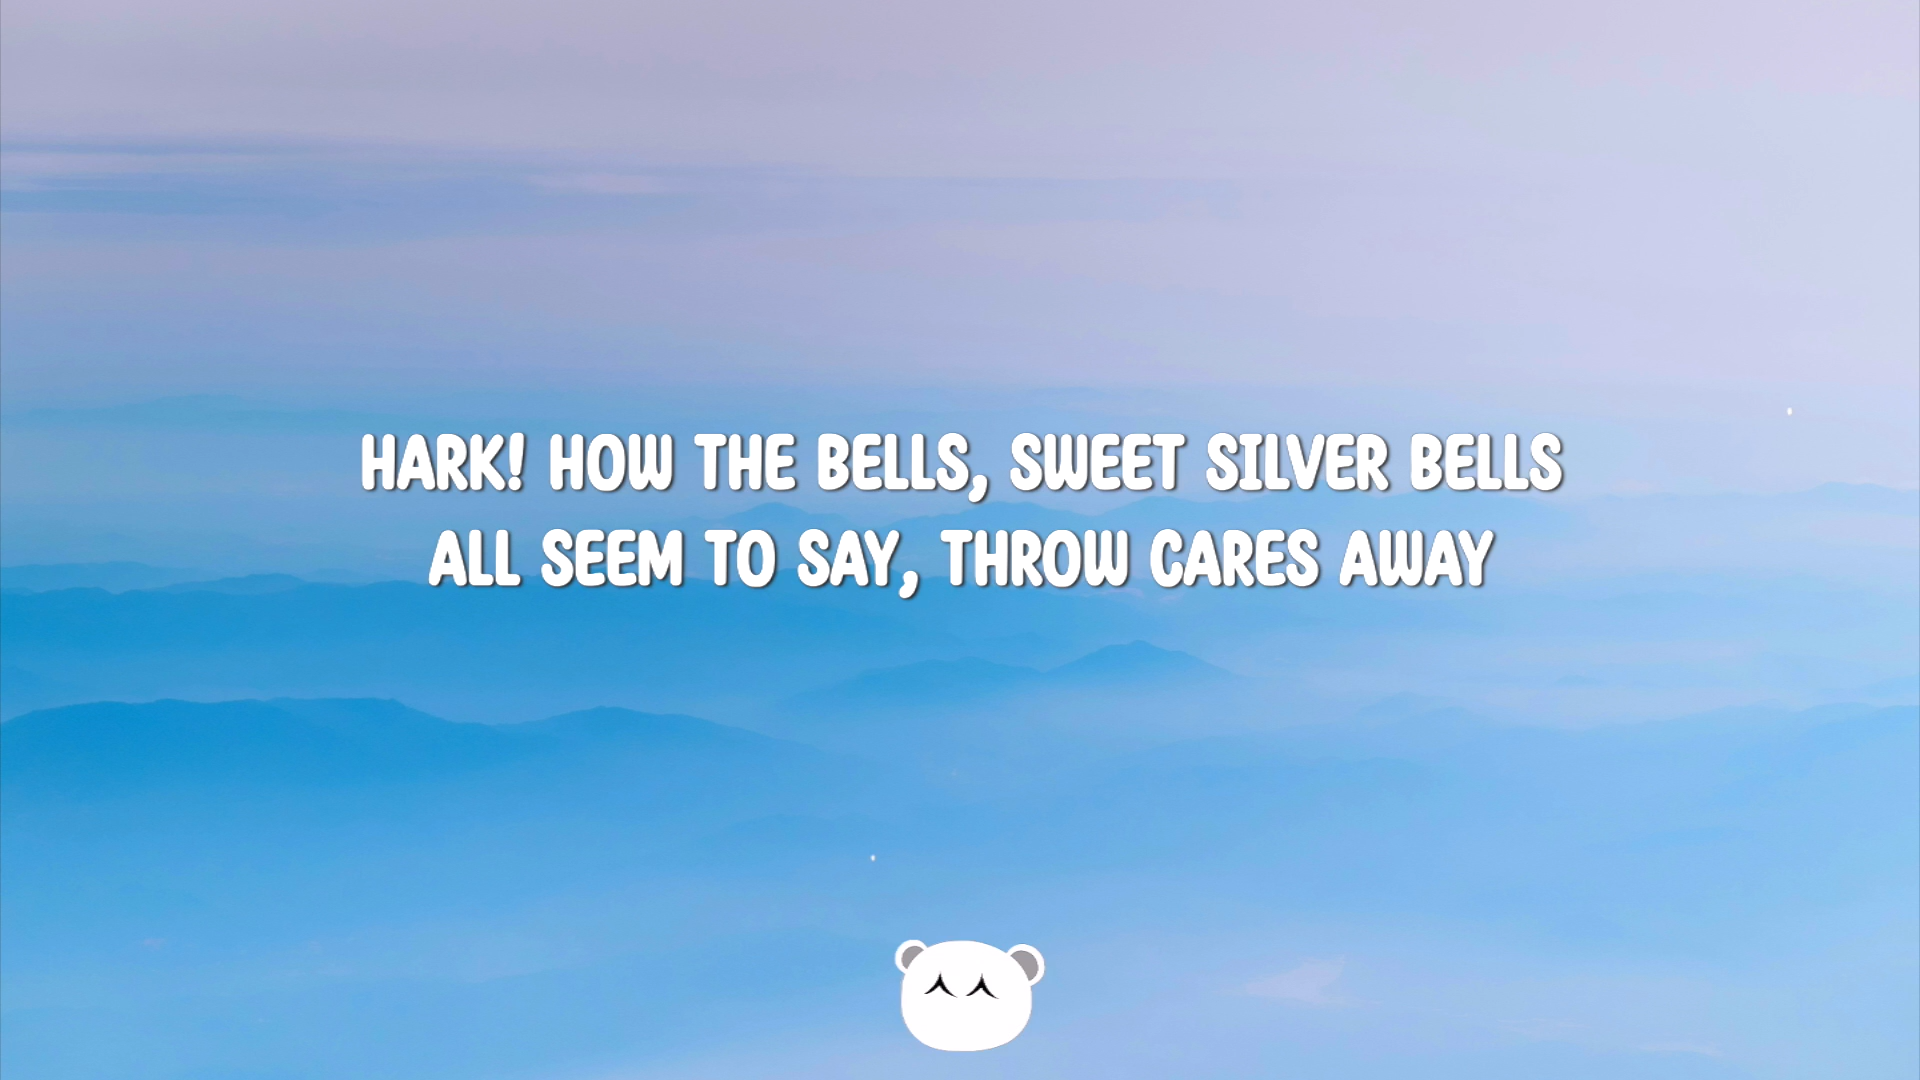 HARK! HOW THE BELLS, SWEET SILVER BELLS
ALL SEEM TO SAY, THROW CARES AWAY